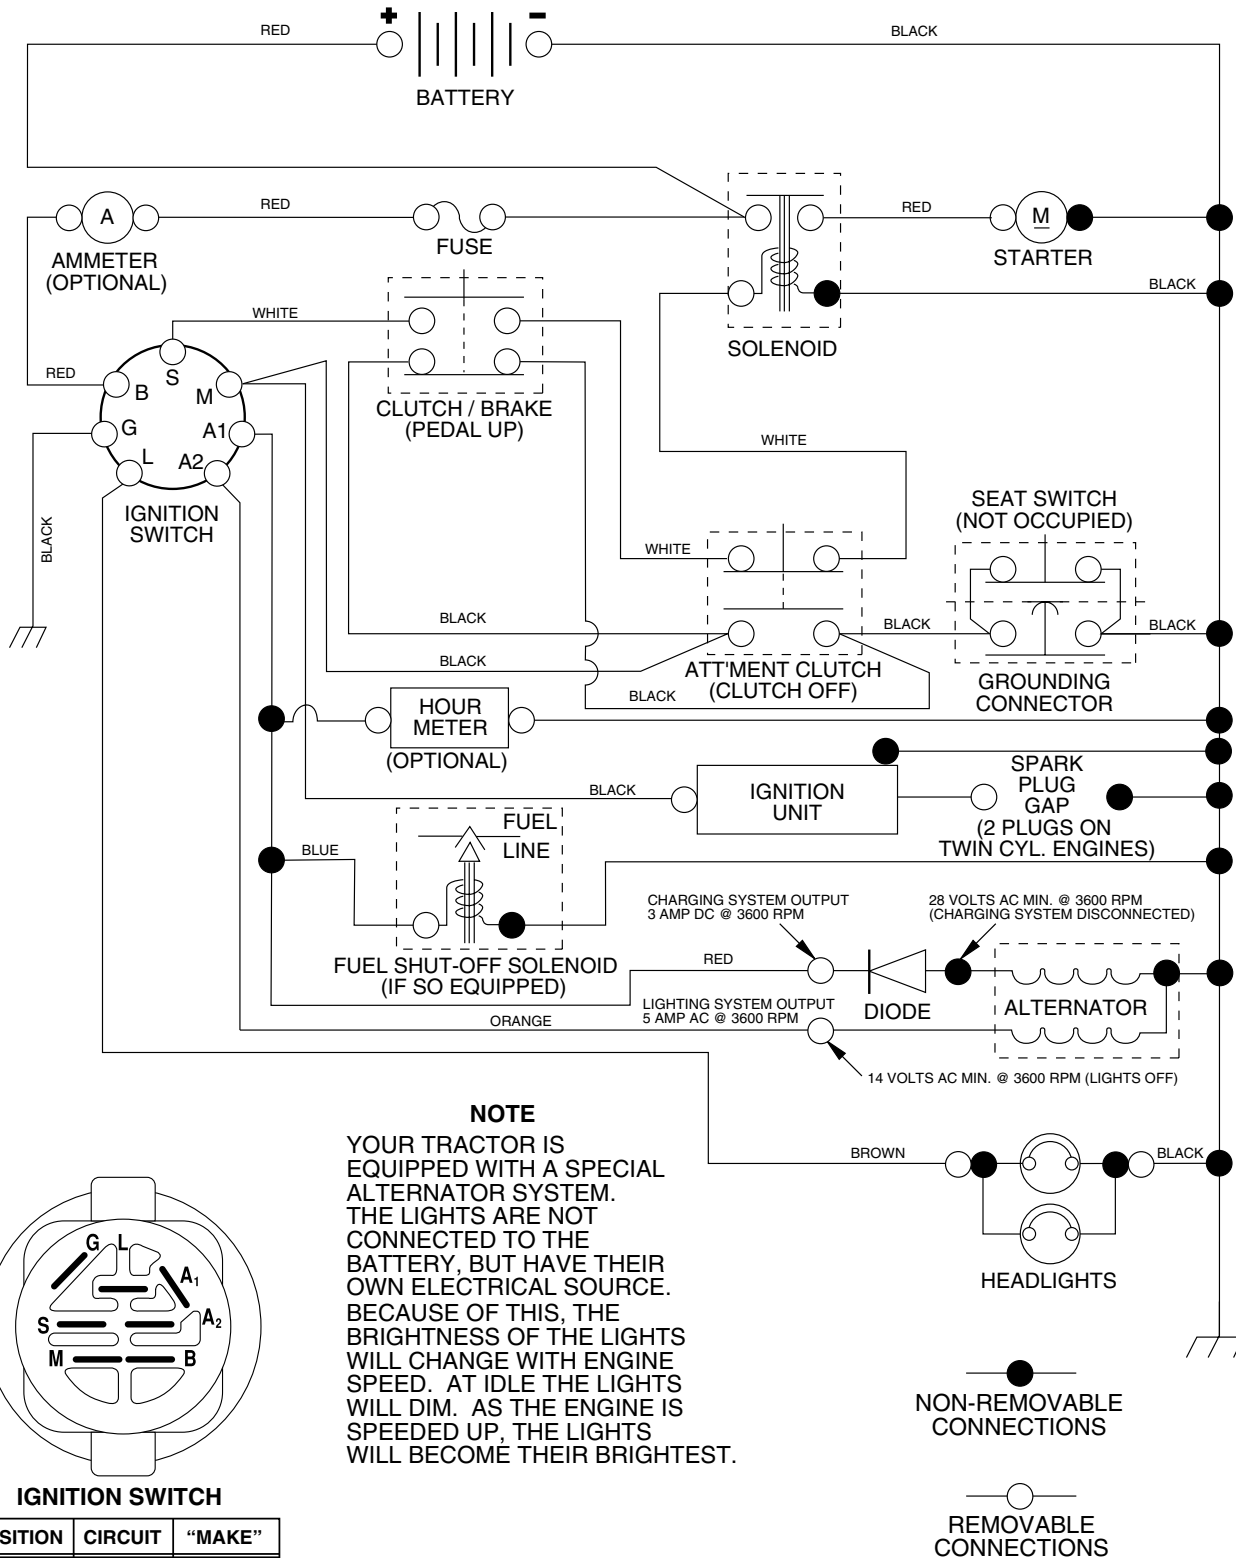 + -
RED
BLACK
BATTERY
A
RED
RED
M
AMMETER
(OPTIONAL)
FUSE
STARTER
WHITE
BLACK
SOLENOID
RED
S
B
M
G
A1
L
A2
CLUTCH / BRAKE
(PEDAL UP)
WHITE
IGNITION
SWITCH
BLACK
SEAT SWITCH
(NOT OCCUPIED)
WHITE
BLACK
BLACK
BLACK
BLACK
BLACK
ATT'MENT CLUTCH
(CLUTCH OFF)
GROUNDING
CONNECTOR
HOUR
METER
(OPTIONAL)
BLACK
IGNITION
UNIT
SPARK
PLUG
GAP
(2 PLUGS ON
TWIN CYL. ENGINES)
FUEL
LINE
BLUE
FUEL SHUT-OFF SOLENOID
(IF SO EQUIPPED)
CHARGING SYSTEM OUTPUT
3 AMP DC @ 3600 RPM
28 VOLTS AC MIN. @ 3600 RPM
(CHARGING SYSTEM DISCONNECTED)
RED
DIODE
ALTERNATOR
LIGHTING SYSTEM OUTPUT
5 AMP AC @ 3600 RPM
ORANGE
14 VOLTS AC MIN. @ 3600 RPM (LIGHTS OFF)
BROWN
BLACK
HEADLIGHTS
NOTE
YOUR TRACTOR IS
EQUIPPED WITH A SPECIAL
ALTERNATOR SYSTEM.
THE LIGHTS ARE NOT
CONNECTED TO THE
BATTERY, BUT HAVE THEIR
OWN ELECTRICAL SOURCE.
BECAUSE OF THIS, THE
BRIGHTNESS OF THE LIGHTS
WILL CHANGE WITH ENGINE
SPEED. AT IDLE THE LIGHTS
WILL DIM. AS THE ENGINE IS
SPEEDED UP, THE LIGHTS
WILL BECOME THEIR BRIGHTEST.
G L
A1
S
A2
M
B
IGNITION SWITCH
SITION CIRCUIT “MAKE”
NON-REMOVABLE
CONNECTIONS
REMOVABLE
CONNECTIONS